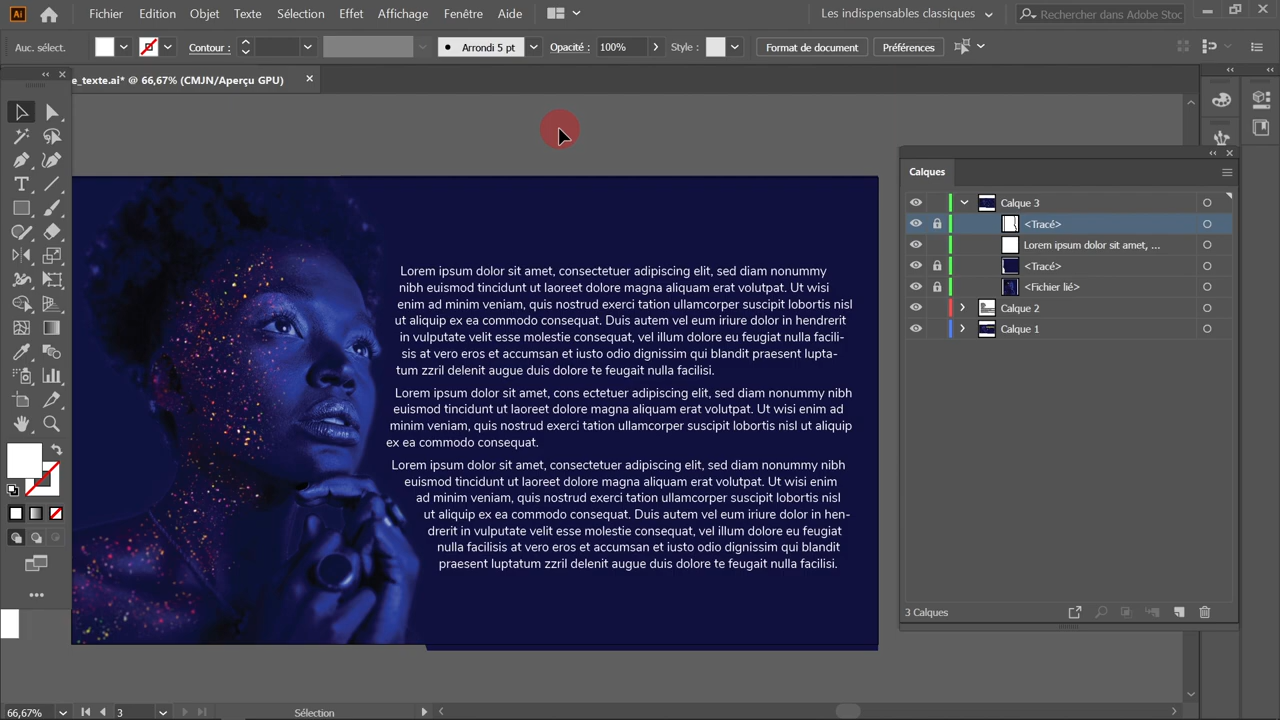 Ai
Fichier Edition Objet Texte Sélection Effet Affichage Fenêtre Aide
Les indispensables classiques
Rechercher dans Adobe Stoc
Auc. sélect.
Contour :
Arrondi 5 pt
Opacité : 100%
Style :
Format de document
Préférences
e_texte.ai* @ 66,67% (CMJN/Aperçu GPU)
Lorem ipsum dolor sit amet, consectetuer adipiscing elit, sed diam nonummy
nibh euismod tincidunt ut laoreet dolore magna aliquam erat volutpat. Ut wisi
enim ad minim veniam, quis nostrud exerci tation ullamcorper suscipit lobortis nisl
ut aliquip ex ea commodo consequat. Duis autem vel eum iriure dolor in hendrerit
in vulputate velit esse molestie consequat, vel illum dolore eu feugiat nulla facili-
sis at vero eros et accumsan et iusto odio dignissim qui blandit praesent lupta-
tum zzril delenit augue duis dolore te feugait nulla facilisi.
Lorem ipsum dolor sit amet, cons ectetuer adipiscing elit, sed diam nonummy nibh
euismod tincidunt ut laoreet dolore magna aliquam erat volutpat. Ut wisi enim ad
minim veniam, quis nostrud exerci tation ullamcorper suscipit lobortis nisl ut aliquip
ex ea commodo consequat.
Lorem ipsum dolor sit amet, consectetuer adipiscing elit, sed diam nonummy nibh
euismod tincidunt ut laoreet dolore magna aliquam erat volutpat. Ut wisi enim
ad minim veniam, quis nostrud exerci tation ullamcorper suscipit lobortis nisl
ut aliquip ex ea commodo consequat. Duis autem vel eum iriure dolor in hen-
drerit in vulputate velit esse molestie consequat, vel illum dolore eu feugiat
nulla facilisis at vero eros et accumsan et iusto odio dignissim qui blandit
praesent luptatum zzril delenit augue duis dolore te feugait nulla facilisi.
Calques
Calque 3
<Tracé>
Lorem ipsum dolor sit amet, ...
<Tracé>
<Fichier lié>
Calque 2
Calque 1
3 Calques
66,67%
3
Sélection